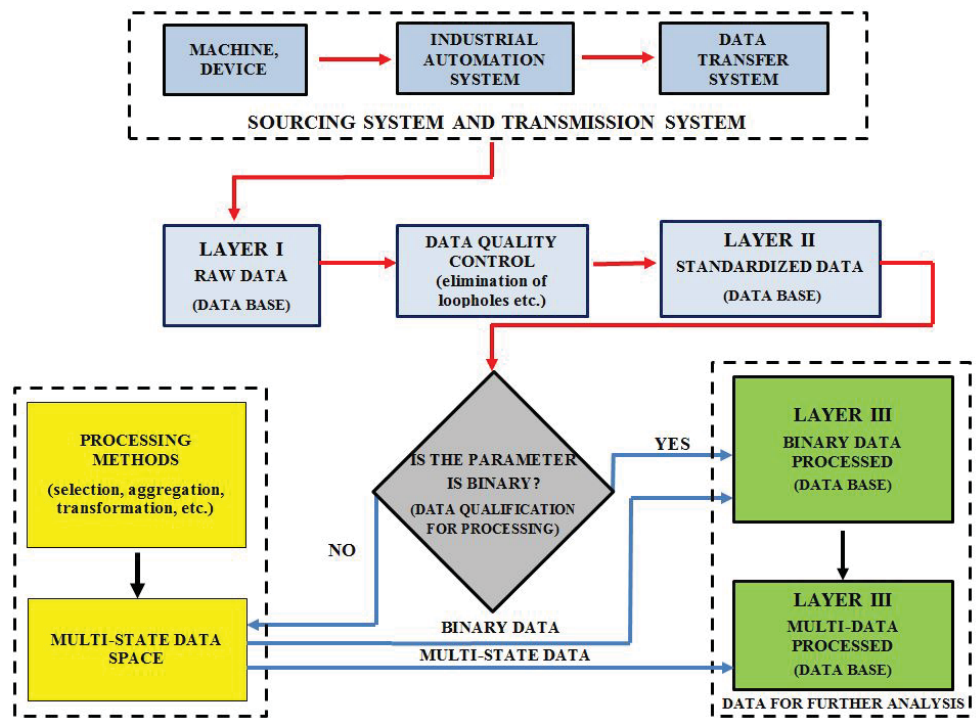 MACHINE,
DEVICE
INDUSTRIAL
AUTOMATION
SYSTEM
DATA
TRANSFER
SYSTEM
SOURCING SYSTEM AND TRANSMISSION SYSTEM
LAYER I
RAW DATA
(DATA BASE)
DATA QUALITY
CONTROL
(elimination of
loopholes etc.)
LAYER II
STANDARDIZED DATA
(DATA BASE)
PROCESSING
METHODS
(selection, aggregation,
transformation, etc.)
IS THE PARAMETER
IS BINARY?
(DATA QUALIFICATION
FOR PROCESSING)
YES
NO
LAYER III
BINARY DATA
PROCESSED
(DATA BASE)
MULTI-STATE DATA
SPACE
BINARY DATA
MULTI-STATE DATA
LAYER III
MULTI-DATA
PROCESSED
(DATA BASE)
DATA FOR FURTHER ANALYSIS